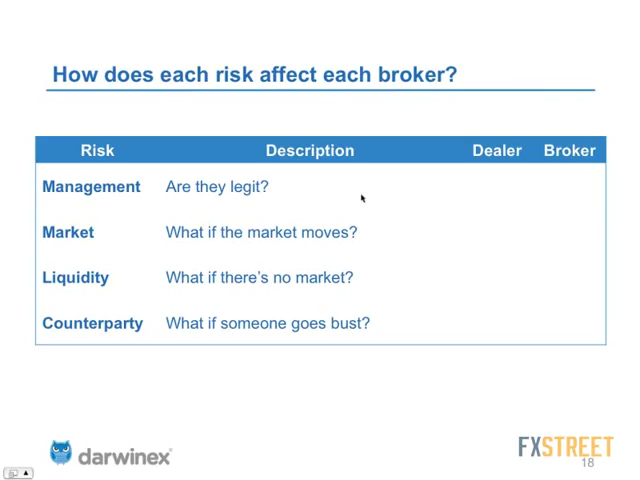 How does each risk affect each broker?
Risk Description Dealer Broker
Management Are they legit?
Market What if the market moves?
Liquidity What if there's no market?
Counterparty What if someone goes bust?
darwinex
FXSTREET
18